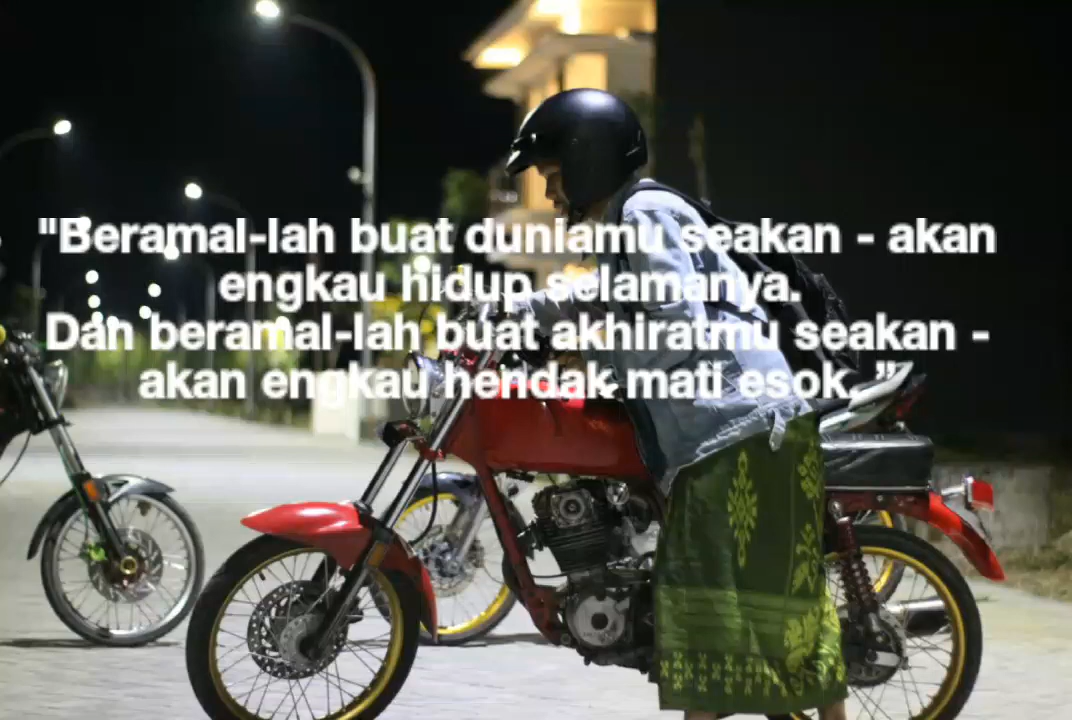 "Beramal-lah buat duniamu seakan - akan
engkau hidup selamanya.
Dan beramal-lah buat akhiratmu seakan -
akan engkau hendak mati esok. ”